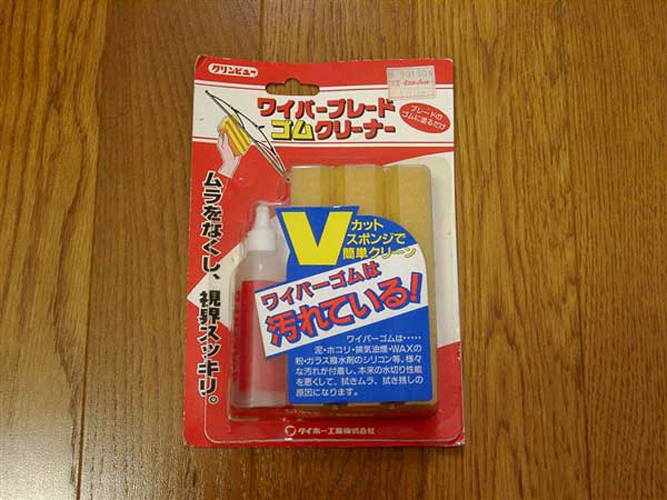 クリンビュー
ワイパーブレード
ゴムクリーナー
ブレードの
ゴムに塗るだけ
ムラをなくし、視界スッキリ。
Vカット
スポンジで
簡単クリーン
ワイパーゴムは
汚れている!
ワイパーゴムは……
泥・ホコリ・排気油煙・WAXの
粉・ガラス撥水剤のシリコン等、様々
な汚れが付着し、本来の水切り性能
を悪くして、拭きムラ、拭き残しの
原因になります。
タイホー工業株式会社